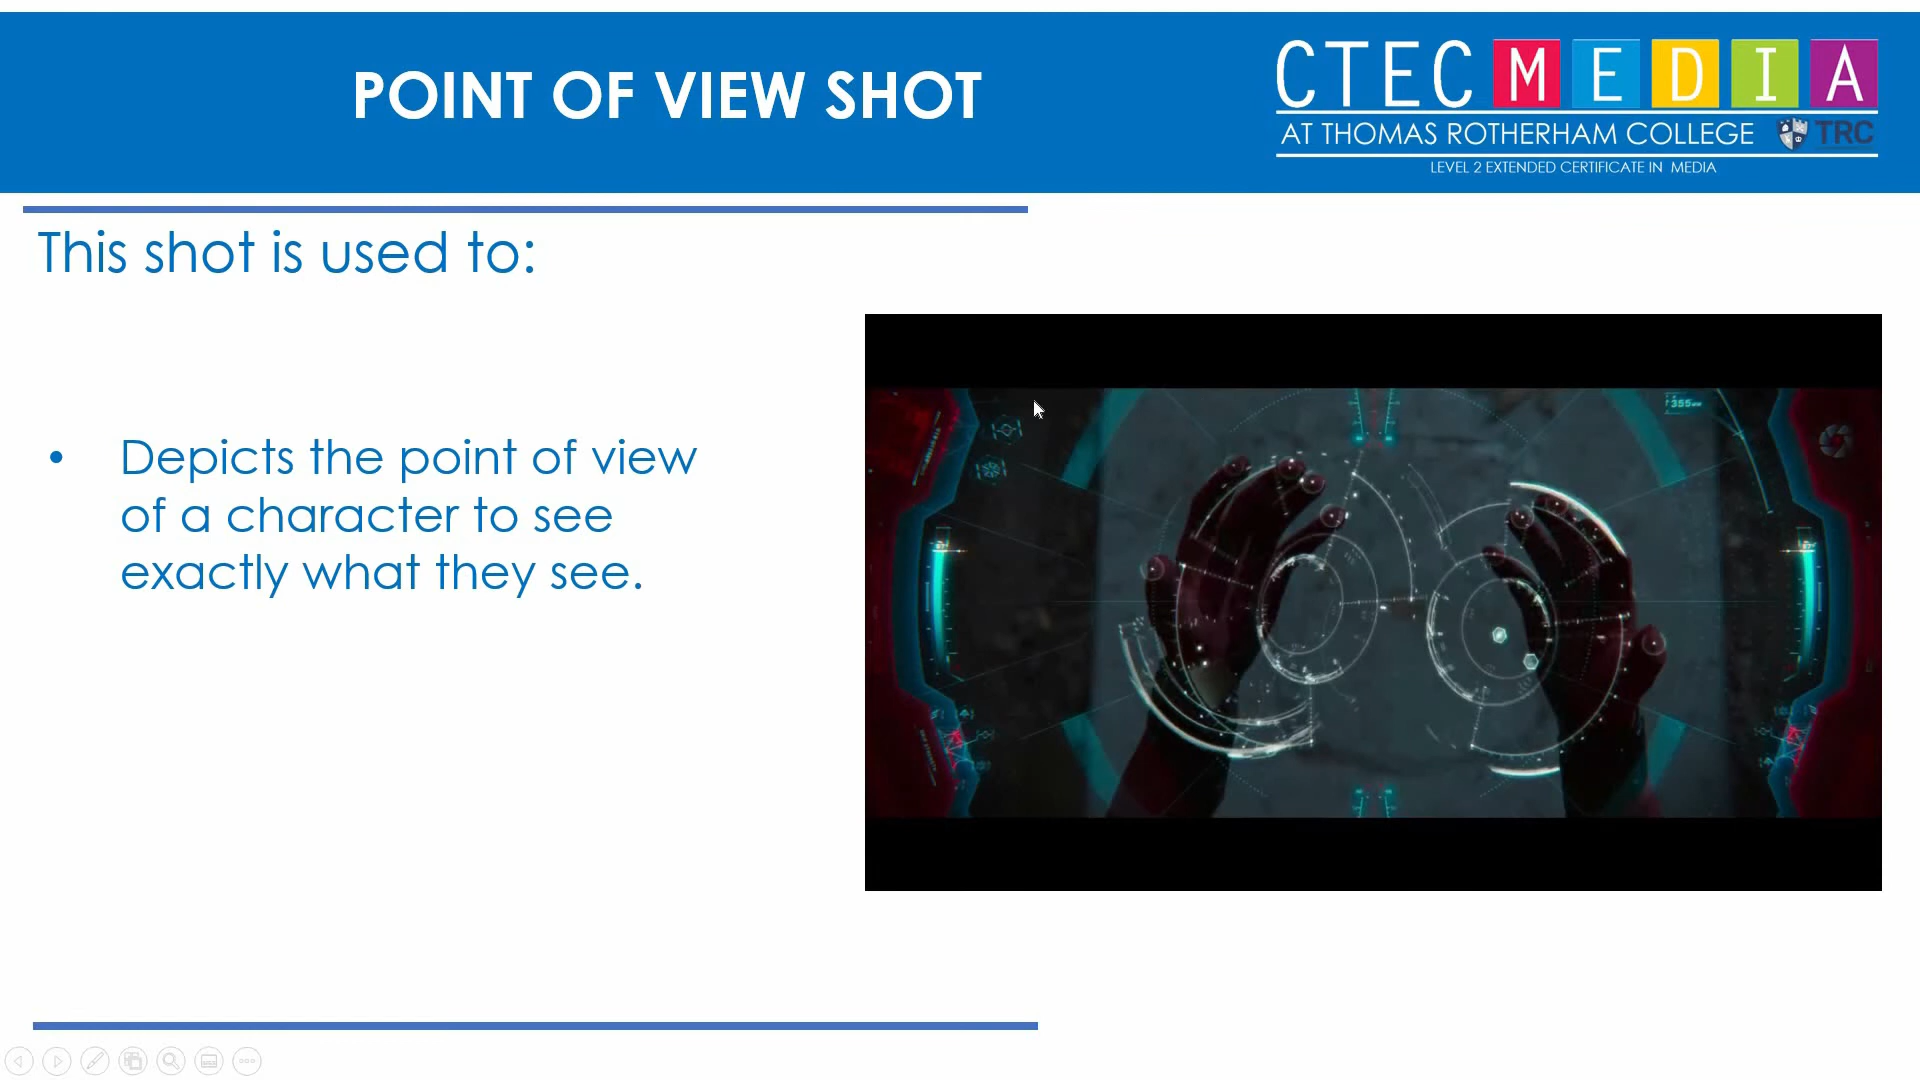 POINT OF VIEW SHOT
CTEC MEDIA
AT THOMAS ROTHERHAM COLLEGE TRC
LEVEL 2 EXTENDED CERTIFICATE IN MEDIA
This shot is used to:
• Depicts the point of view
of a character to see
exactly what they see.
355